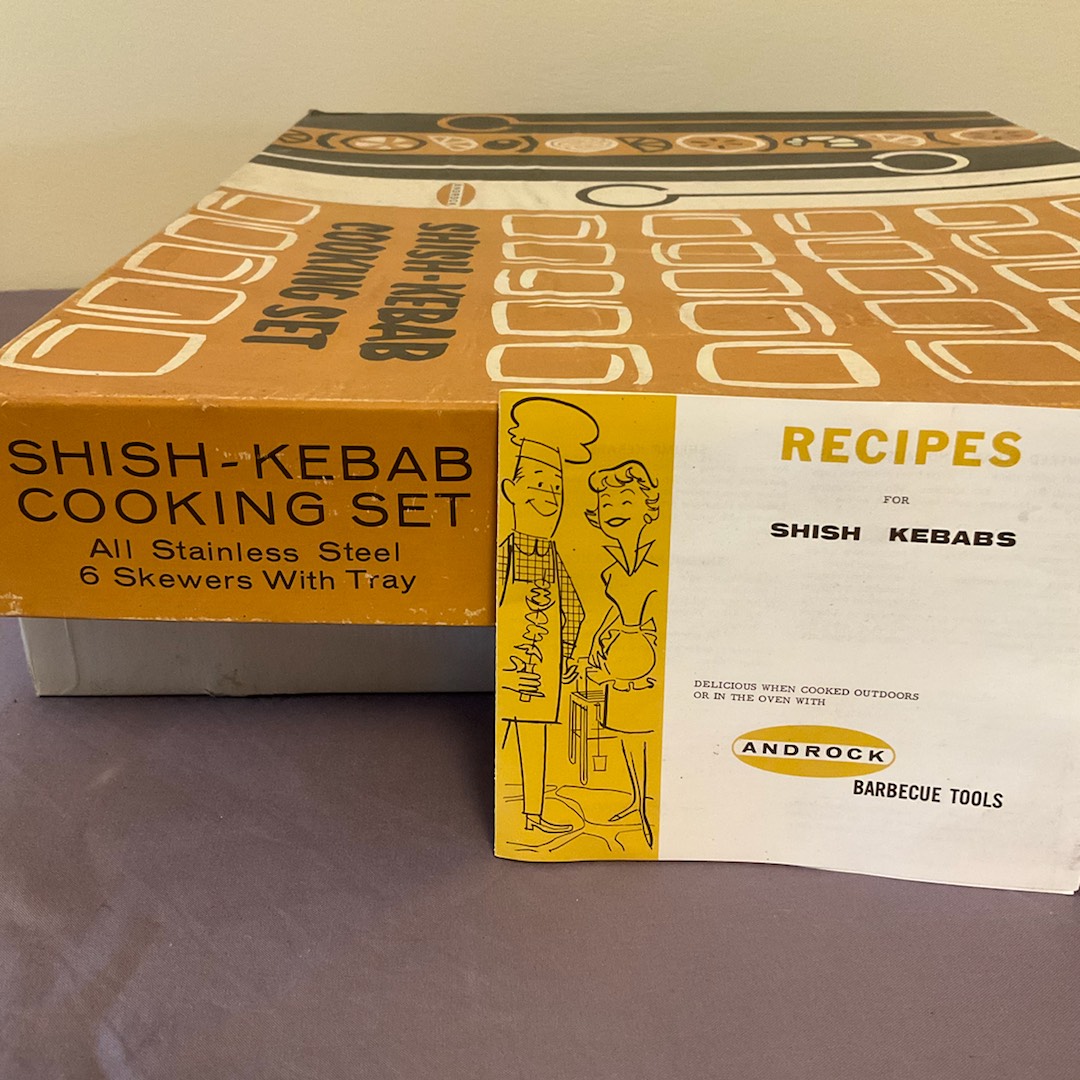 ANDROCK
SHISH-KEBAB
COOKING SET
SHISH-KEBAB
COOKING SET
All Stainless Steel
6 Skewers With Tray
RECIPES
FOR
SHISH KEBABS
DELICIOUS WHEN COOKED OUTDOORS
OR IN THE OVEN WITH
ANDROCK
BARBECUE TOOLS